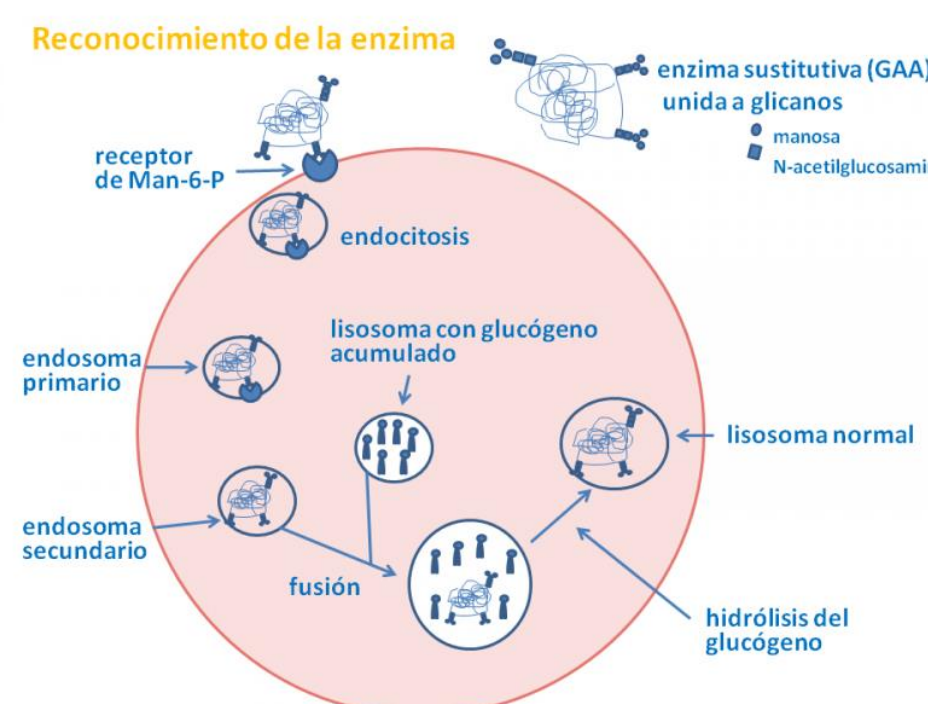 Reconocimiento de la enzima
enzima sustitutiva (GAA)
unida a glicanos
manosa
N-acetilglucosami
receptor
de Man-6-P
endocitosis
lisosoma con glucógeno
acumulado
endosoma
primario
lisosoma normal
endosoma
secundario
fusión
hidrólisis del
glucógeno